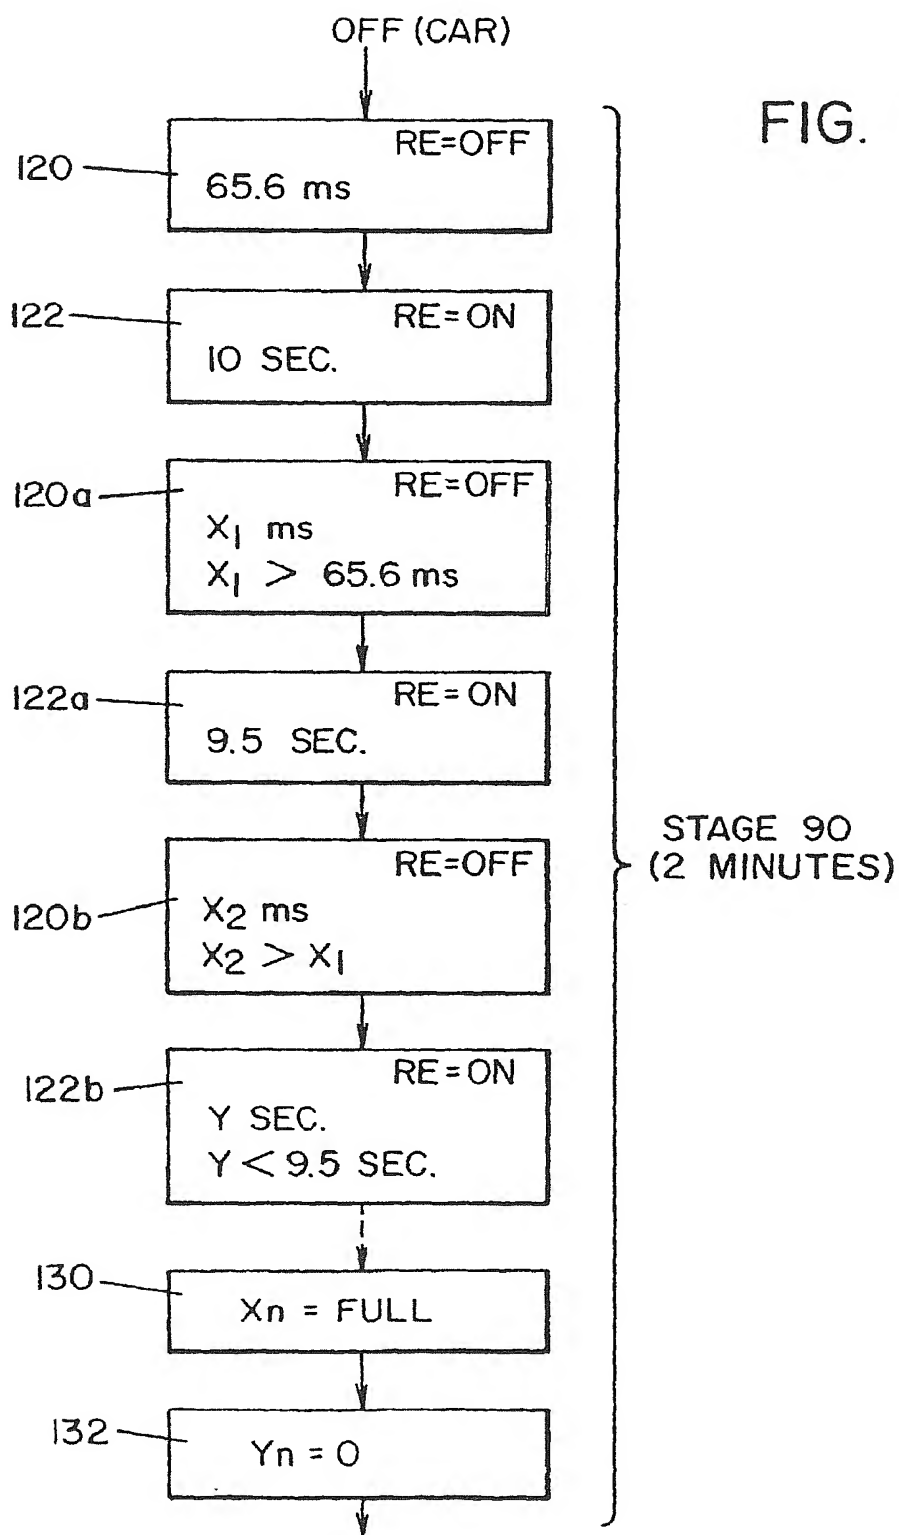 OFF (CAR)
FIG.
120
RE=OFF
65.6 ms
122
RE=ON
10 SEC.
120a
RE=OFF
X1 ms
X1 > 65.6 ms
122a
RE=ON
9.5 SEC.
STAGE 90
(2 MINUTES)
120b
RE=OFF
X2 ms
X2 > X1
122b
RE=ON
Y SEC.
Y < 9.5 SEC.
130
Xn = FULL
132
Yn = 0